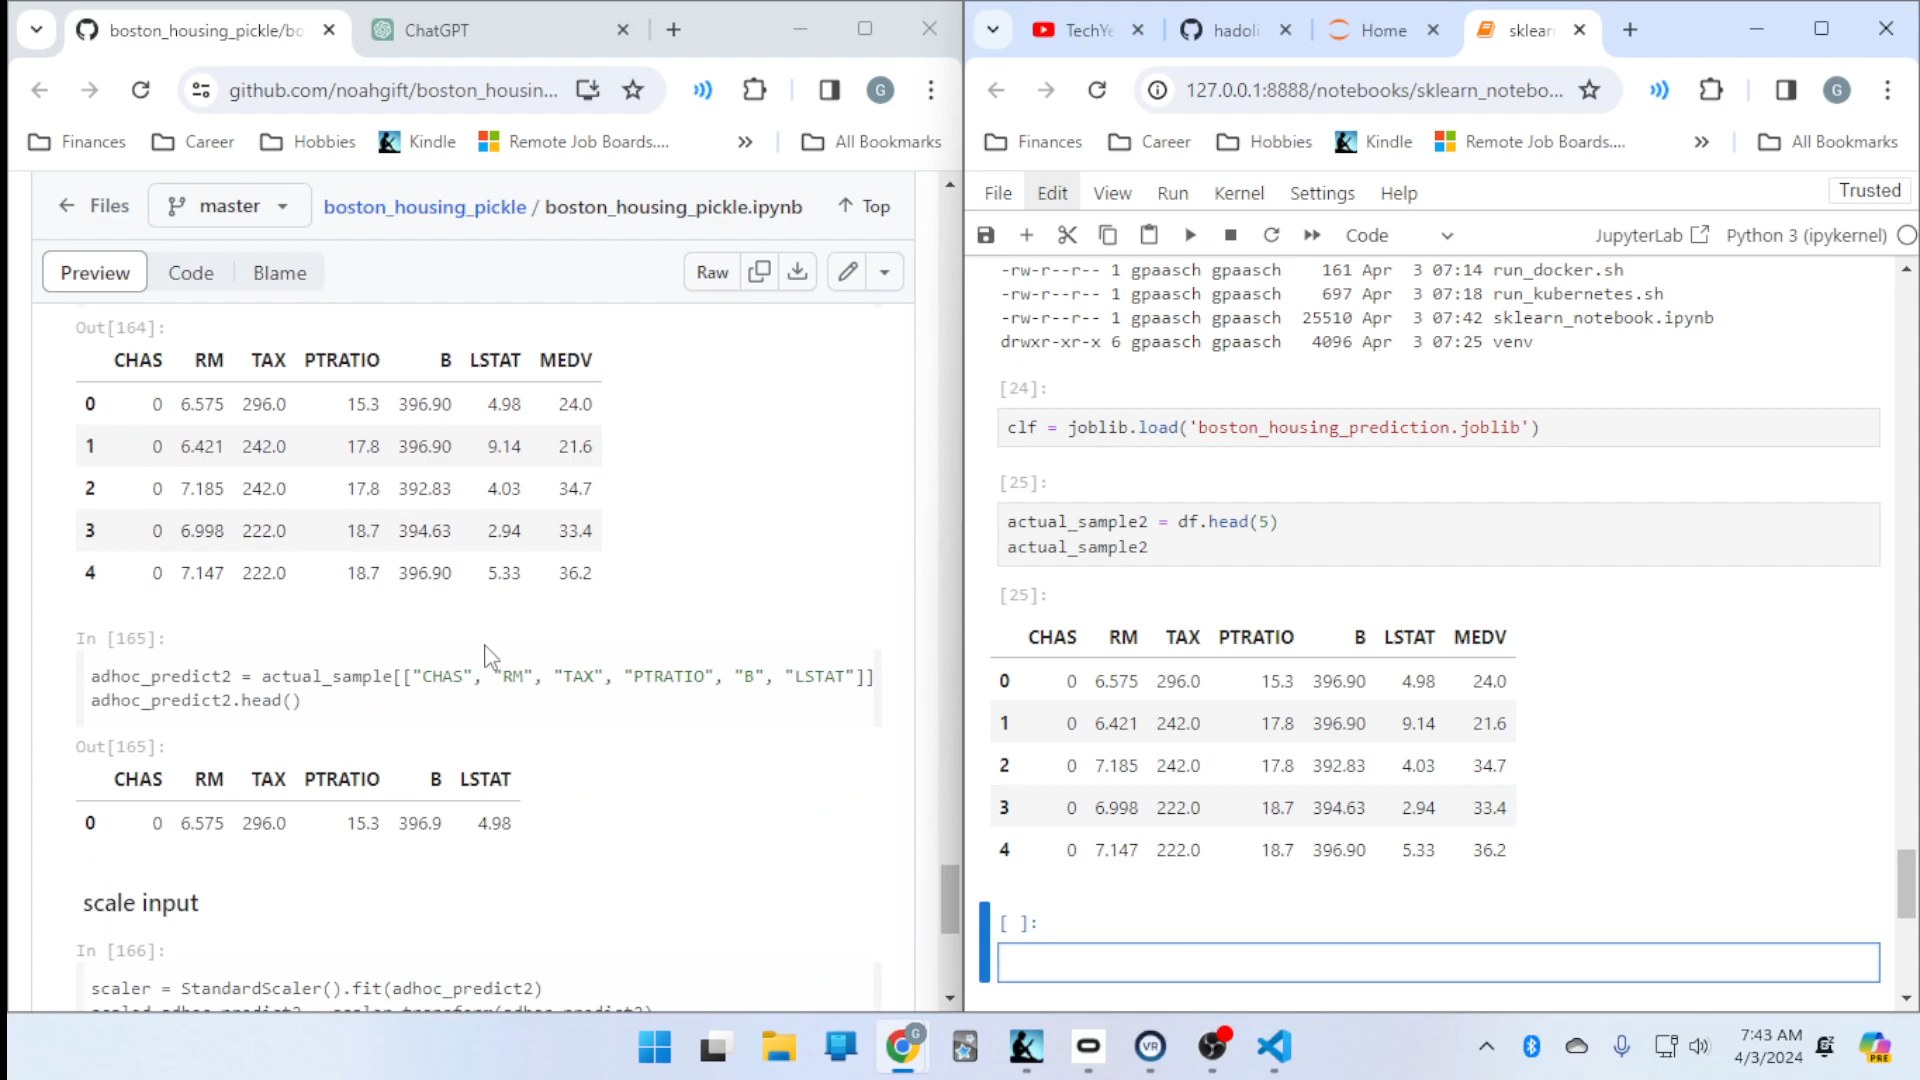 boston_housing_pickle/bo
ChatGPT
github.com/noahgift/boston_housin...
G
Finances
Career
Hobbies
Kindle
Remote Job Boards....
»
All Bookmarks
Files
master
boston_housing_pickle / boston_housing_pickle.ipynb
Top
Preview
Code
Blame
Raw
Out[164]:
CHAS RM TAX PTRATIO B LSTAT MEDV
0 0 6.575 296.0 15.3 396.90 4.98 24.0
1 0 6.421 242.0 17.8 396.90 9.14 21.6
2 0 7.185 242.0 17.8 392.83 4.03 34.7
3 0 6.998 222.0 18.7 394.63 2.94 33.4
4 0 7.147 222.0 18.7 396.90 5.33 36.2
In [165]:
adhoc_predict2 = actual_sample[["CHAS", "RM", "TAX", "PTRATIO", "B", "LSTAT"]]
adhoc_predict2.head()
Out[165]:
CHAS RM TAX PTRATIO B LSTAT
0 0 6.575 296.0 15.3 396.9 4.98
scale input
In [166]:
scaler = StandardScaler().fit(adhoc_predict2)
TechYe
hadoli
Home
sklear
127.0.0.1:8888/notebooks/sklearn_notebo...
G
Finances
Career
Hobbies
Kindle
Remote Job Boards....
»
All Bookmarks
File Edit View Run Kernel Settings Help
Trusted
Code
JupyterLab
Python 3 (ipykernel)
-rw-r--r-- 1 gpaasch gpaasch 161 Apr 3 07:14 run_docker.sh
-rw-r--r-- 1 gpaasch gpaasch 697 Apr 3 07:18 run_kubernetes.sh
-rw-r--r-- 1 gpaasch gpaasch 25510 Apr 3 07:42 sklearn_notebook.ipynb
drwxr-xr-x 6 gpaasch gpaasch 4096 Apr 3 07:25 venv
[24]:
clf = joblib.load('boston_housing_prediction.joblib')
[25]:
actual_sample2 = df.head(5)
actual_sample2
[25]:
CHAS RM TAX PTRATIO B LSTAT MEDV
0 0 6.575 296.0 15.3 396.90 4.98 24.0
1 0 6.421 242.0 17.8 396.90 9.14 21.6
2 0 7.185 242.0 17.8 392.83 4.03 34.7
3 0 6.998 222.0 18.7 394.63 2.94 33.4
4 0 7.147 222.0 18.7 396.90 5.33 36.2
[ ]:
G
VR
7:43 AM
4/3/2024
PRE